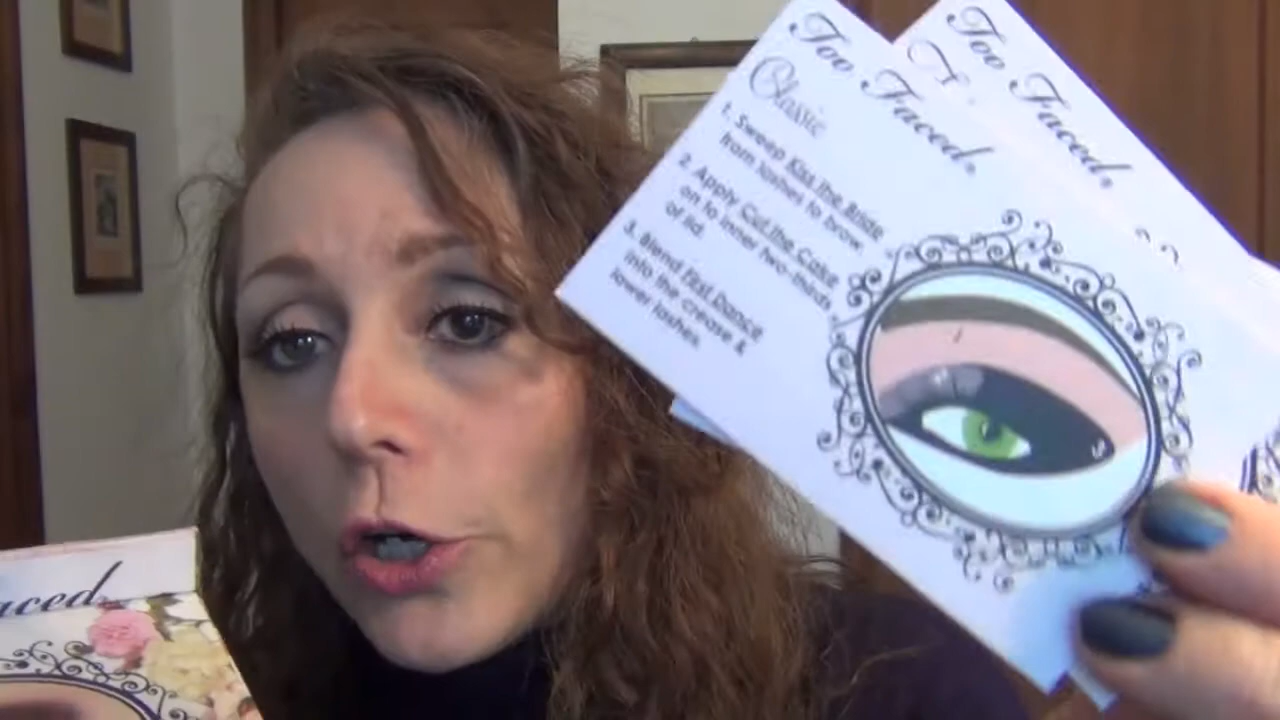 Too Faced.
Too Faced.
Classic
1. Sweep Kiss the Bride
from lashes to brow.
2. Apply Cut the Cake
on to inner two-thirds
of lid.
3. Blend First Dance
into the crease &
lower lashes.
aced